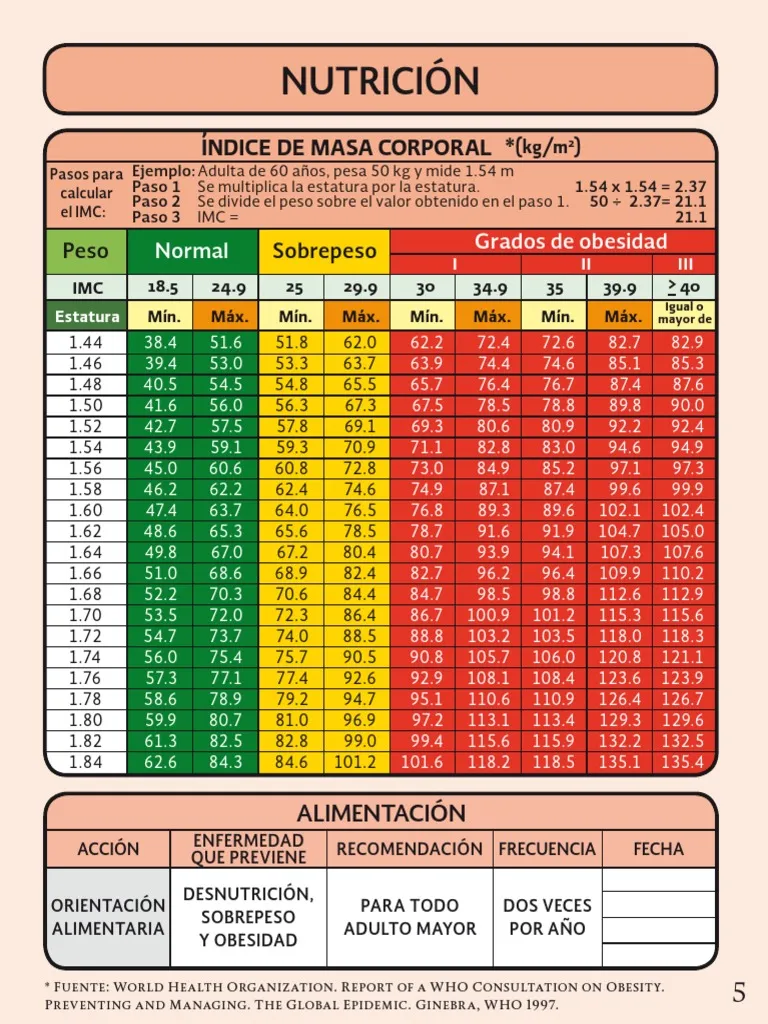 NUTRICIÓN
ÍNDICE DE MASA CORPORAL *(kg/m²)
Pasos para calcular el IMC:
Ejemplo: Adulta de 60 años, pesa 50 kg y mide 1.54 m
Paso 1 Se multiplica la estatura por la estatura. 1.54 x 1.54 = 2.37
Paso 2 Se divide el peso sobre el valor obtenido en el paso 1. 50 ÷ 2.37= 21.1
Paso 3 IMC = 21.1
Peso Normal Sobrepeso Grados de obesidad
I II III
IMC 18.5 24.9 25 29.9 30 34.9 35 39.9 ≥ 40
Estatura Mín. Máx. Mín. Máx. Mín. Máx. Mín. Máx. Igual o mayor de
1.44 38.4 51.6 51.8 62.0 62.2 72.4 72.6 82.7 82.9
1.46 39.4 53.0 53.3 63.7 63.9 74.4 74.6 85.1 85.3
1.48 40.5 54.5 54.8 65.5 65.7 76.4 76.7 87.4 87.6
1.50 41.6 56.0 56.3 67.3 67.5 78.5 78.8 89.8 90.0
1.52 42.7 57.5 57.8 69.1 69.3 80.6 80.9 92.2 92.4
1.54 43.9 59.1 59.3 70.9 71.1 82.8 83.0 94.6 94.9
1.56 45.0 60.6 60.8 72.8 73.0 84.9 85.2 97.1 97.3
1.58 46.2 62.2 62.4 74.6 74.9 87.1 87.4 99.6 99.9
1.60 47.4 63.7 64.0 76.5 76.8 89.3 89.6 102.1 102.4
1.62 48.6 65.3 65.6 78.5 78.7 91.6 91.9 104.7 105.0
1.64 49.8 67.0 67.2 80.4 80.7 93.9 94.1 107.3 107.6
1.66 51.0 68.6 68.9 82.4 82.7 96.2 96.4 109.9 110.2
1.68 52.2 70.3 70.6 84.4 84.7 98.5 98.8 112.6 112.9
1.70 53.5 72.0 72.3 86.4 86.7 100.9 101.2 115.3 115.6
1.72 54.7 73.7 74.0 88.5 88.8 103.2 103.5 118.0 118.3
1.74 56.0 75.4 75.7 90.5 90.8 105.7 106.0 120.8 121.1
1.76 57.3 77.1 77.4 92.6 92.9 108.1 108.4 123.6 123.9
1.78 58.6 78.9 79.2 94.7 95.1 110.6 110.9 126.4 126.7
1.80 59.9 80.7 81.0 96.9 97.2 113.1 113.4 129.3 129.6
1.82 61.3 82.5 82.8 99.0 99.4 115.6 115.9 132.2 132.5
1.84 62.6 84.3 84.6 101.2 101.6 118.2 118.5 135.1 135.4
ALIMENTACIÓN
ACCIÓN ENFERMEDAD QUE PREVIENE RECOMENDACIÓN FRECUENCIA FECHA
ORIENTACIÓN ALIMENTARIA
DESNUTRICIÓN, SOBREPESO Y OBESIDAD
PARA TODO ADULTO MAYOR
DOS VECES POR AÑO
* Fuente: World Health Organization. Report of a WHO Consultation on Obesity.
Preventing and Managing. The Global Epidemic. Ginebra, WHO 1997.
5